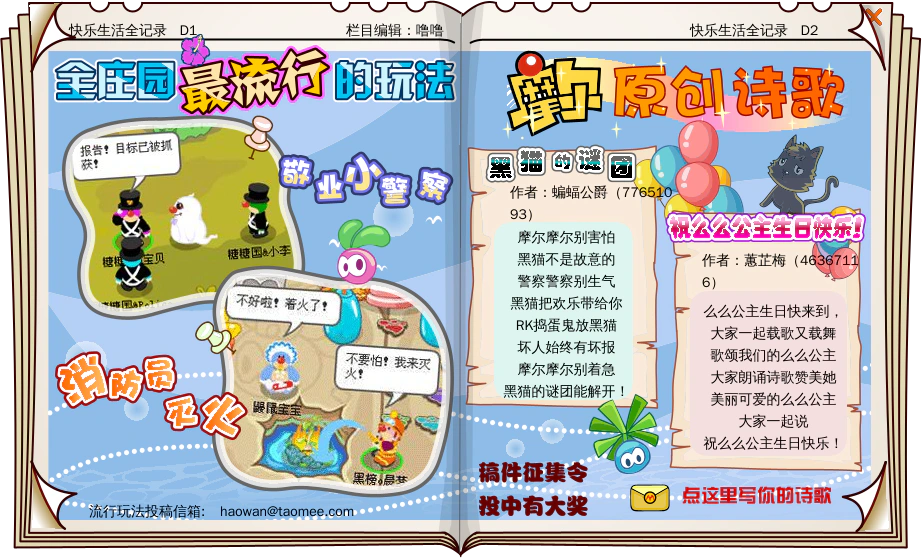 快乐生活全记录 D1
栏目编辑：噜噜
全庄园最流行的玩法
报告！目标已被抓
获！
敬业小警察
糖糖国&小李
宝贝
不好啦！着火了！
不要怕！我来灭
火！
消防员
灭火
鼹鼠宝宝
流行玩法投稿信箱： haowan@taomee.com
快乐生活全记录 D2
摩尔原创诗歌
黑猫的谜团
作者：蝙蝠公爵（776510
93）
摩尔摩尔别害怕
黑猫不是故意的
警察警察别生气
黑猫把欢乐带给你
RK捣蛋鬼放黑猫
坏人始终有坏报
摩尔摩尔别着急
黑猫的谜团能解开！
祝么么公主生日快乐！
作者：蕙芷梅（4636711
6）
么么公主生日快来到，
大家一起载歌又载舞
歌颂我们的么么公主
大家朗诵诗歌赞美她
美丽可爱的么么公主
大家一起说
祝么么公主生日快乐！
稿件征集令
投中有大奖
点这里写你的诗歌